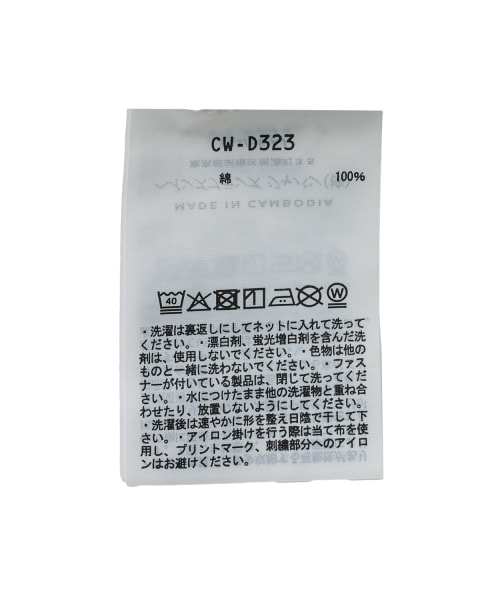 CW-D323
綿 100%
MADE IN CAMBODIA
40 W
・洗濯は裏返しにしてネットに入れて洗って
ください。・漂白剤、蛍光増白剤を含んだ洗
剤は、使用しないでください。・色物は他の
ものと一緒に洗わないでください。・ファス
ナーが付いている製品は、閉じて洗ってくだ
さい。・水につけたまま他の洗濯物と重ね合
わせたり、放置しないようにしてください。
・洗濯後は速やかに形を整え日陰で干して下
さい。・アイロン掛けを行う際は当て布を使
用し、プリントマーク、刺繍部分へのアイロ
ンはお避けください。